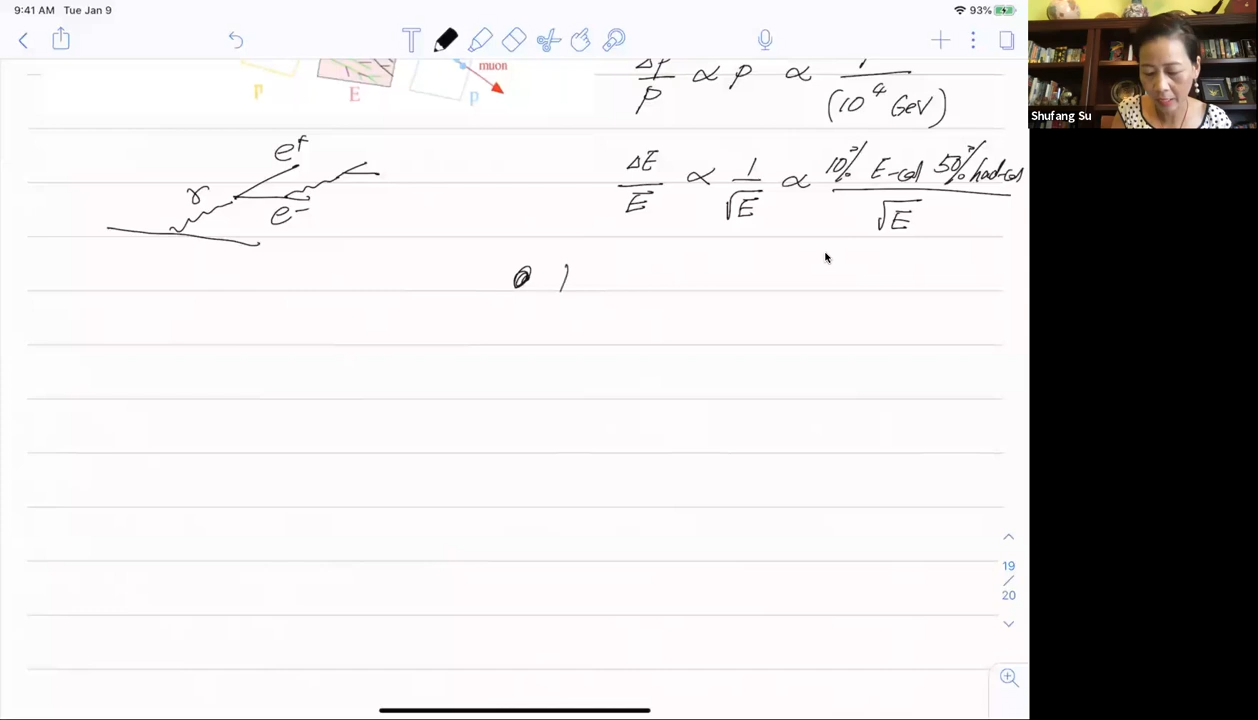 9:41 AM Tue Jan 9
93%
muon
p
E
p
Δp/p ∝ p ∝ 1/(10⁴ GeV)
Shufang Su
e⁺
γ
e⁻
ΔE/E ∝ 1/√E ∝ 10% E-cal 50% had-cal/√E
19
/
20